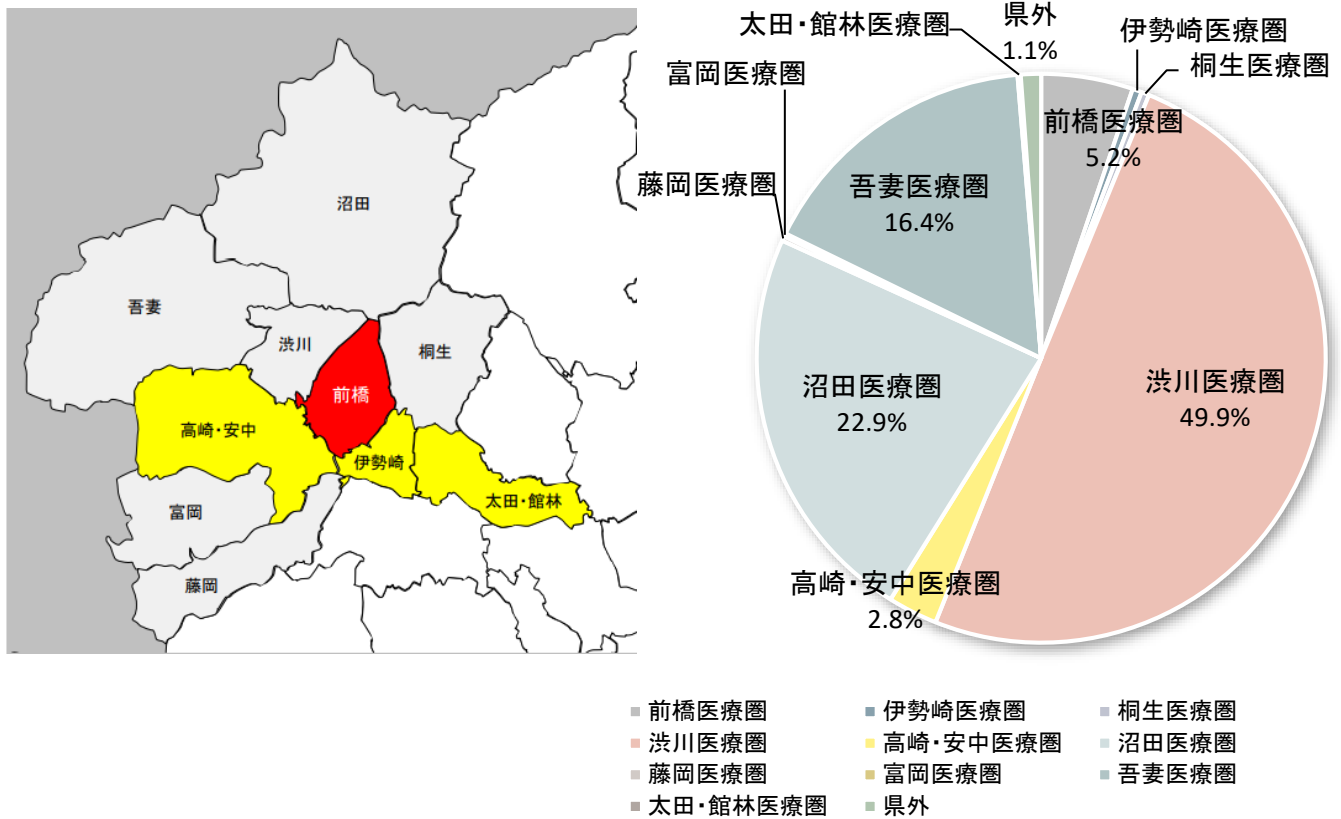 沼田
吾妻
渋川
桐生
前橋
高崎・安中
伊勢崎
太田・館林
富岡
藤岡
県外
1.1%
太田・館林医療圏
伊勢崎医療圏
桐生医療圏
富岡医療圏
前橋医療圏
5.2%
藤岡医療圏
吾妻医療圏
16.4%
渋川医療圏
49.9%
沼田医療圏
22.9%
高崎・安中医療圏
2.8%
前橋医療圏 伊勢崎医療圏 桐生医療圏
渋川医療圏 高崎・安中医療圏 沼田医療圏
藤岡医療圏 富岡医療圏 吾妻医療圏
太田・館林医療圏 県外